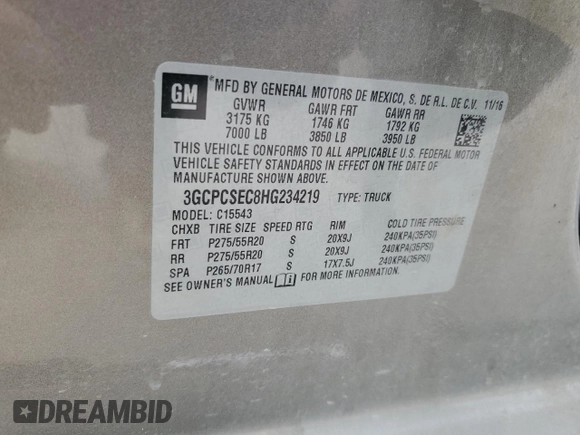 GM
MFD BY GENERAL MOTORS DE MEXICO, S. DE R.L. DE C.V. 11/16
GVWR GAWR FRT GAWR RR
3175 KG 1746 KG 1792 KG
7000 LB 3850 LB 3950 LB
THIS VEHICLE CONFORMS TO ALL APPLICABLE U.S. FEDERAL MOTOR
VEHICLE SAFETY STANDARDS IN EFFECT ON THE DATE OF
MANUFACTURE SHOWN ABOVE.
3GCPCSEC8HG234219 TYPE: TRUCK
MODEL: C15543
CHXB TIRE SIZE SPEED RTG RIM COLD TIRE PRESSURE
FRT P275/55R20 S 20X9J 240KPA(35PSI)
RR P275/55R20 S 20X9J 240KPA(35PSI)
SPA P265/70R17 S 17X7.5J 240KPA(35PSI)
SEE OWNER'S MANUAL FOR MORE INFORMATION.
DREAMBID